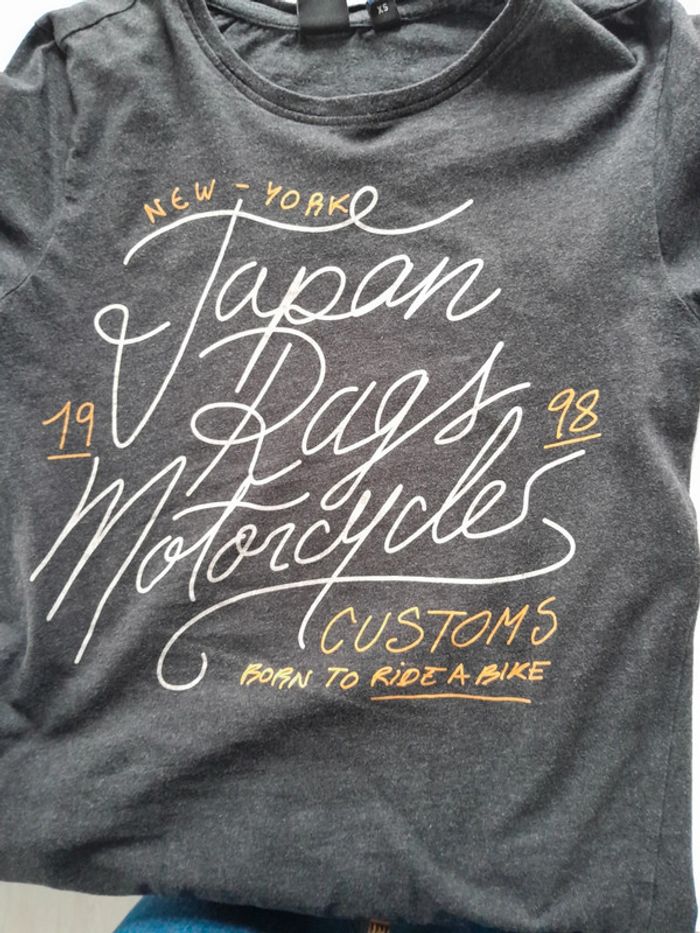 XS
NEW - YORK
Japan
Rags
19 98
Motorcycles
CUSTOMS
BORN TO RIDE A BIKE